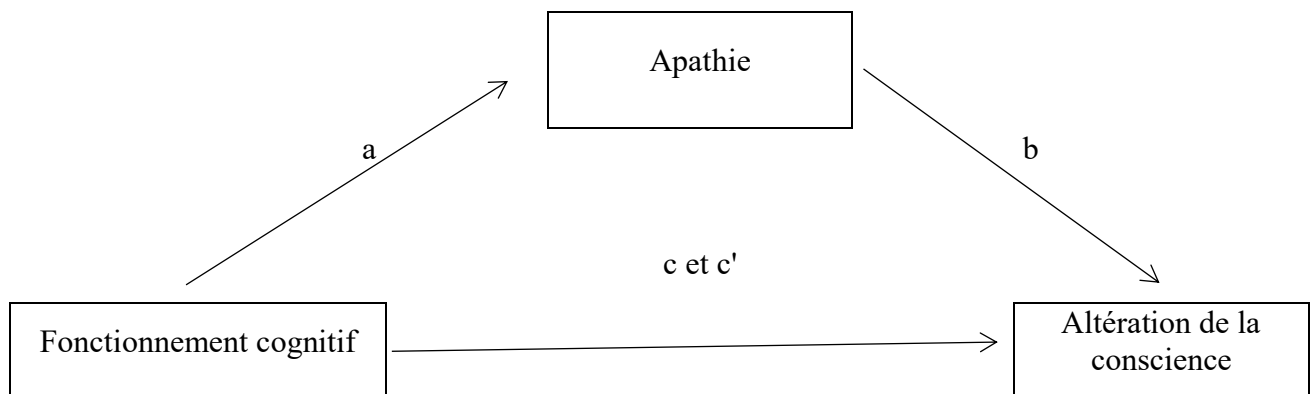 Apathie
a
b
c et c'
Fonctionnement cognitif
Altération de la
conscience